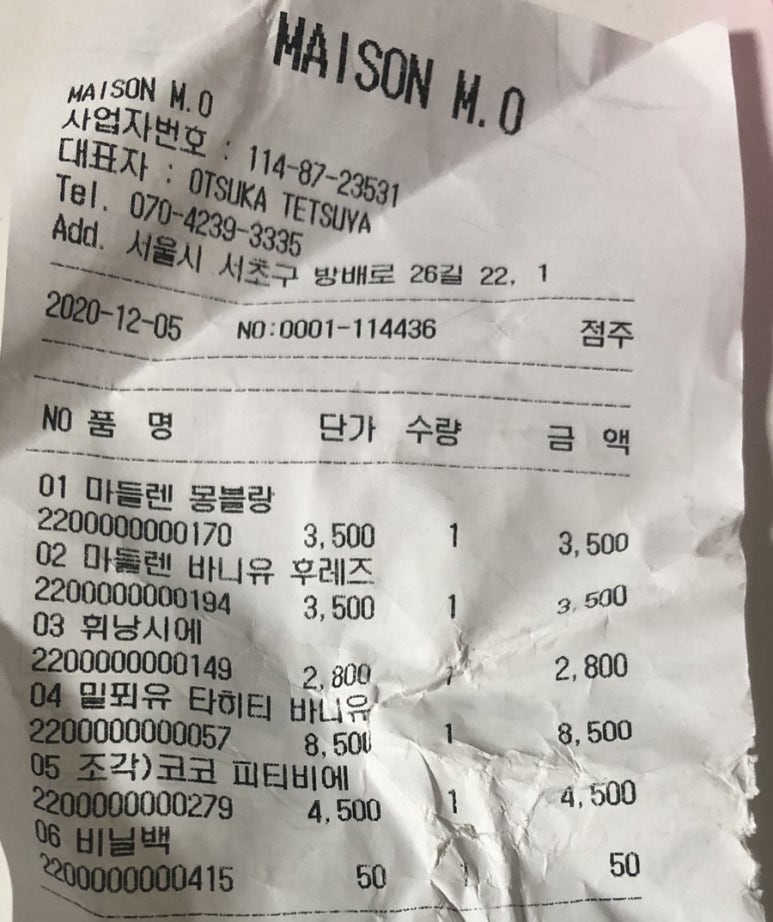 MAISON M.O
MAISON M.O
사업자번호 : 114-87-23531
대표자 : OTSUKA TETSUYA
Tel. 070-4239-3335
Add. 서울시 서초구 방배로 26길 22, 1
2020-12-05 NO:0001-114436 점주
NO 품 명 단가 수량 금 액
01 마들렌 몽블랑
2200000000170 3,500 1 3,500
02 마들렌 바니유 후레즈
2200000000194 3,500 1 3,500
03 휘낭시에
2200000000149 2,800 1 2,800
04 밀푀유 타히티 바니유
2200000000057 8,500 1 8,500
05 조각)코코 피티비에
2200000000279 4,500 1 4,500
06 비닐백
2200000000415 50 1 50